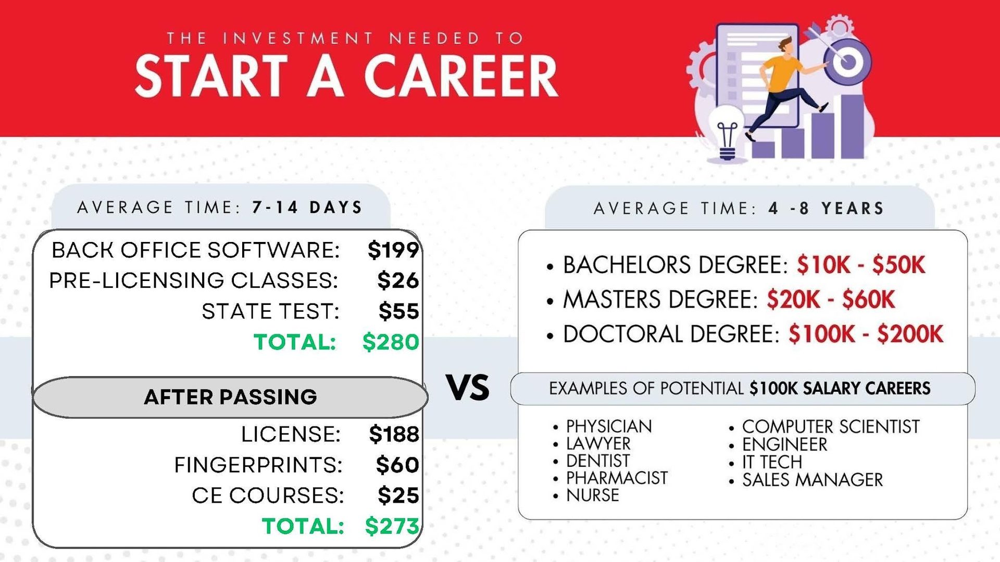 THE INVESTMENT NEEDED TO
START A CAREER
AVERAGE TIME: 7-14 DAYS
BACK OFFICE SOFTWARE: $199
PRE-LICENSING CLASSES: $26
STATE TEST: $55
TOTAL: $280
AFTER PASSING
LICENSE: $188
FINGERPRINTS: $60
CE COURSES: $25
TOTAL: $273
VS
AVERAGE TIME: 4 -8 YEARS
• BACHELORS DEGREE: $10K - $50K
• MASTERS DEGREE: $20K - $60K
• DOCTORAL DEGREE: $100K - $200K
EXAMPLES OF POTENTIAL $100K SALARY CAREERS
• PHYSICIAN
• LAWYER
• DENTIST
• PHARMACIST
• NURSE
• COMPUTER SCIENTIST
• ENGINEER
• IT TECH
• SALES MANAGER